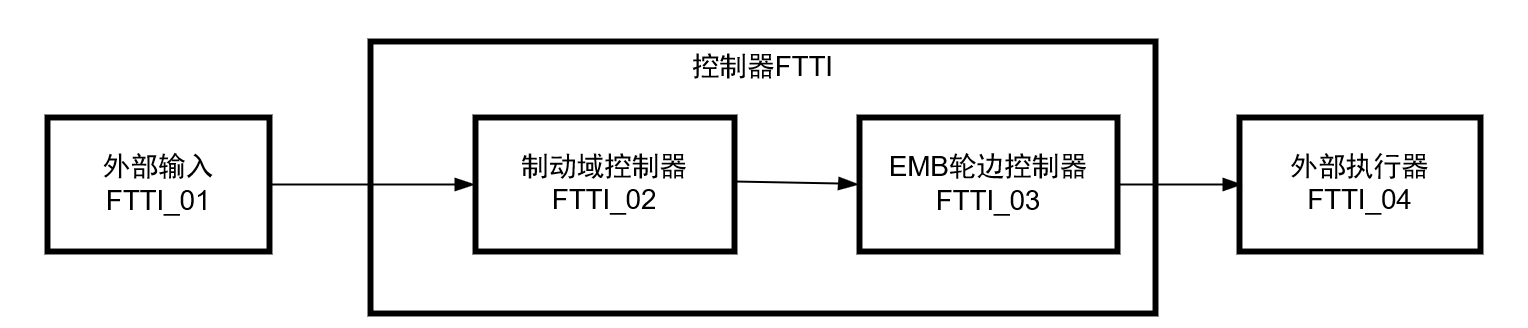 控制器FTTI
外部输入
FTTI_01
制动域控制器
FTTI_02
EMB轮边控制器
FTTI_03
外部执行器
FTTI_04